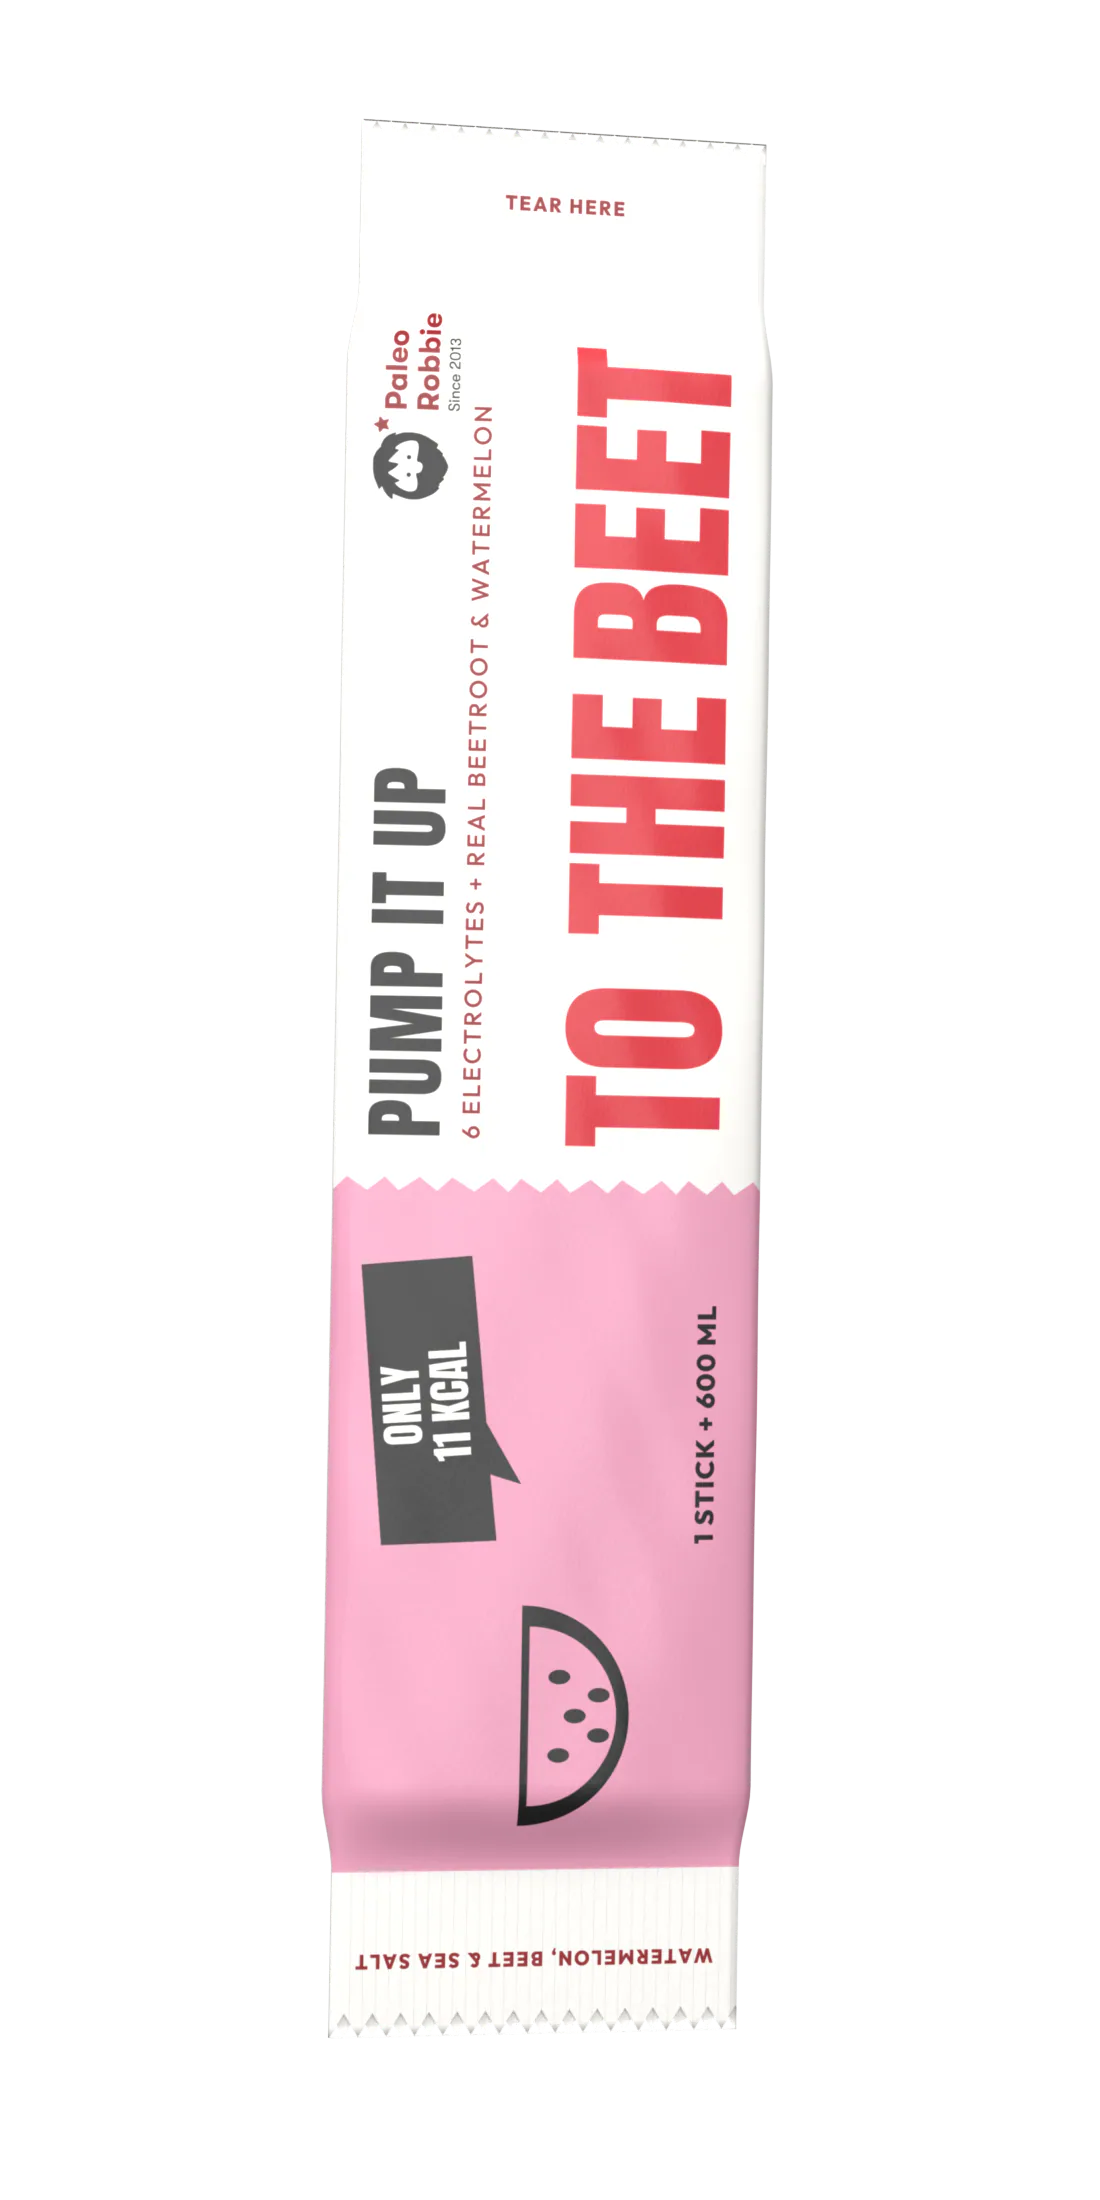 TEAR HERE
Paleo
Robbie
Since 2013
PUMP IT UP
6 ELECTROLYTES + REAL BEETROOT & WATERMELON
TO THE BEET
ONLY
11 KCAL
1 STICK + 600 ML
WATERMELON, BEET & SEA SALT